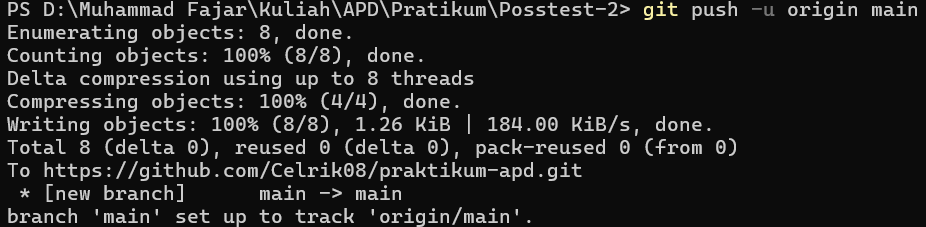 PS D:\Muhammad Fajar\Kuliah\APD\Pratikum\Posstest-2> git push -u origin main
Enumerating objects: 8, done.
Counting objects: 100% (8/8), done.
Delta compression using up to 8 threads
Compressing objects: 100% (4/4), done.
Writing objects: 100% (8/8), 1.26 KiB | 184.00 KiB/s, done.
Total 8 (delta 0), reused 0 (delta 0), pack-reused 0 (from 0)
To https://github.com/Celrik08/praktikum-apd.git
 * [new branch]      main -> main
branch 'main' set up to track 'origin/main'.